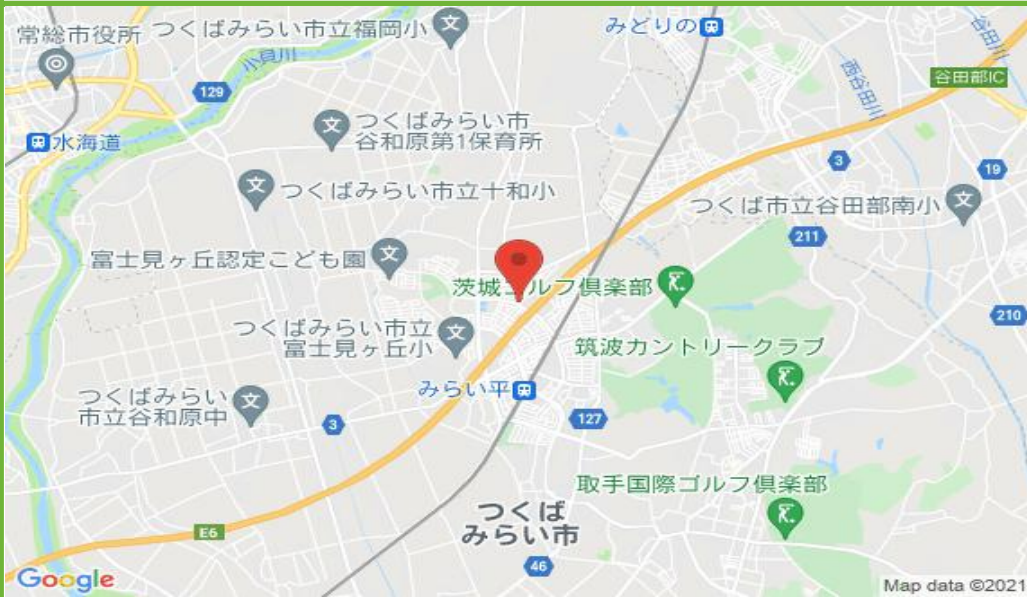 常総市役所
つくばみらい市立福岡小
みどりの
小貝川
谷田川
西谷田川
谷田部IC
129
水海道
つくばみらい市
谷和原第1保育所
3
19
つくばみらい市立十和小
つくば市立谷田部南小
211
富士見ヶ丘認定こども園
茨城ゴルフ倶楽部
210
つくばみらい市立
富士見ヶ丘小
筑波カントリークラブ
みらい平
つくばみらい
市立谷和原中
3
127
取手国際ゴルフ倶楽部
つくば
みらい市
E6
46
Google
Map data ©2021